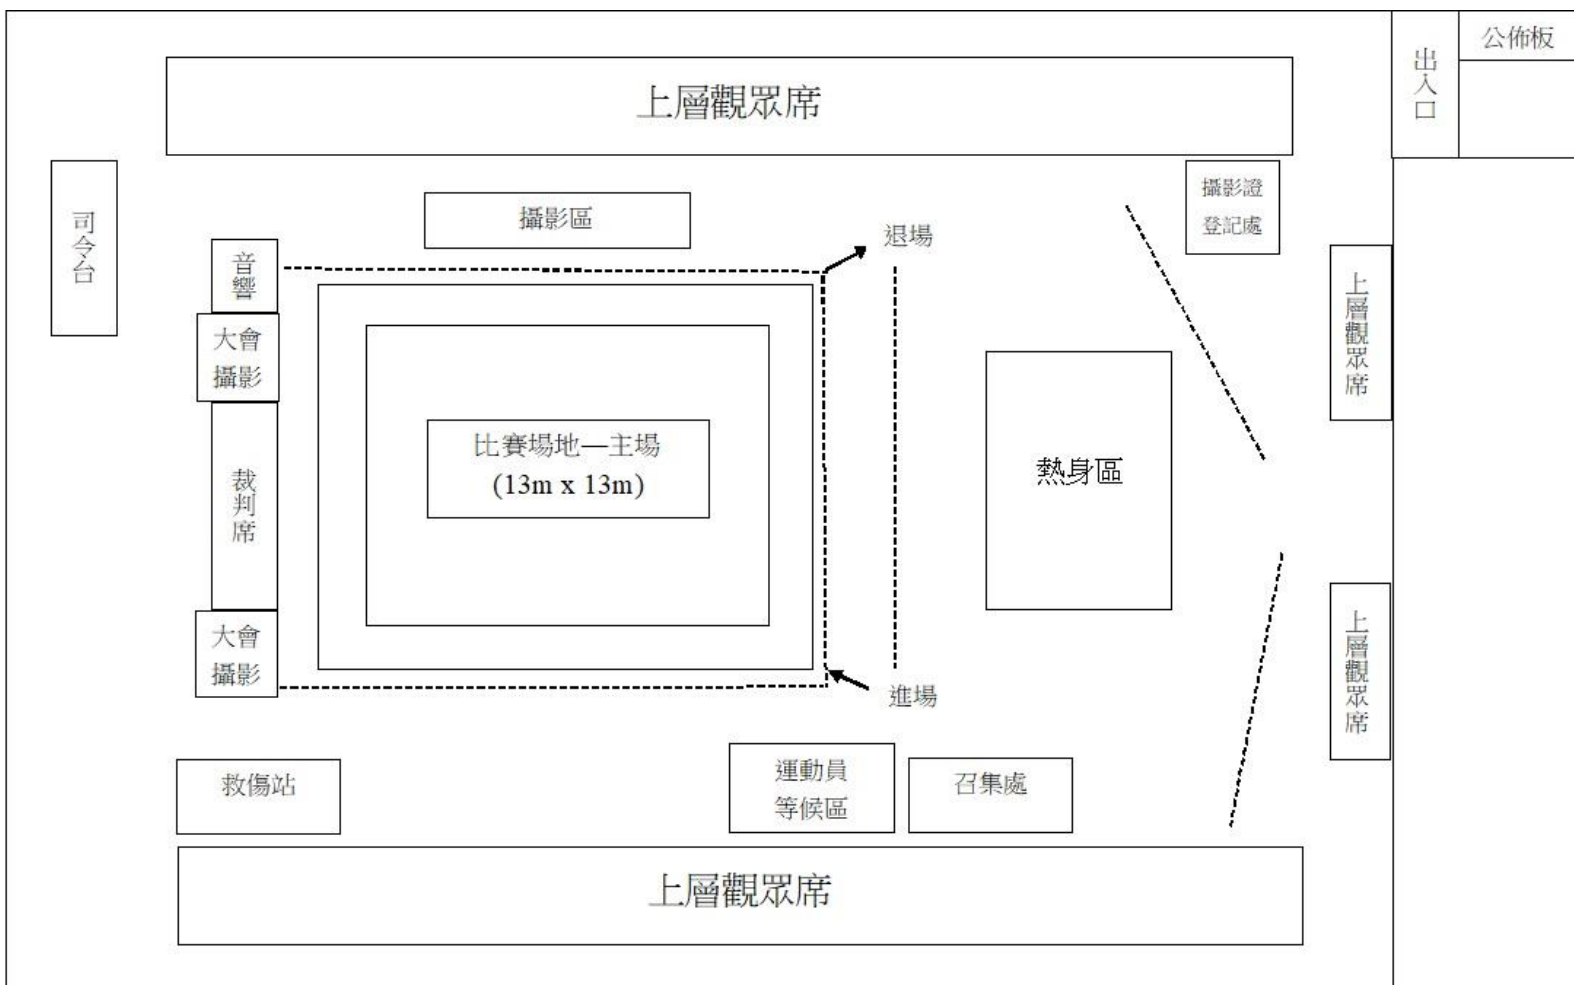 公佈板
出入口
上層觀眾席
攝影證
登記處
司令台
攝影區
退場
音響
上層觀眾席
大會
攝影
比賽場地—主場
(13m x 13m)
熱身區
裁判席
大會
攝影
上層觀眾席
進場
救傷站
運動員
等候區
召集處
上層觀眾席